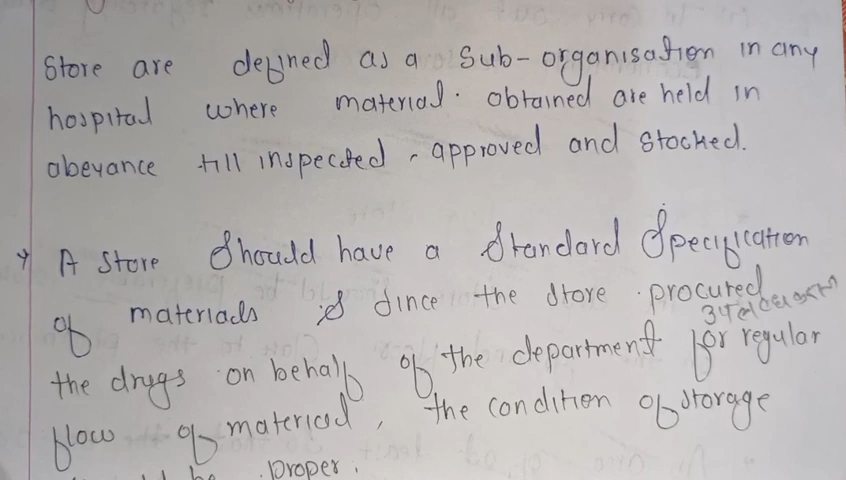 Store are defined as a Sub-organisation in any
hospital where material. obtained are held in
abeyance till inspected, approved and stocked.
A Store Should have a Standard Specification
of materials since the store procured
the drugs on behalf of the department for regular
flow of material, the condition of storage
be proper.